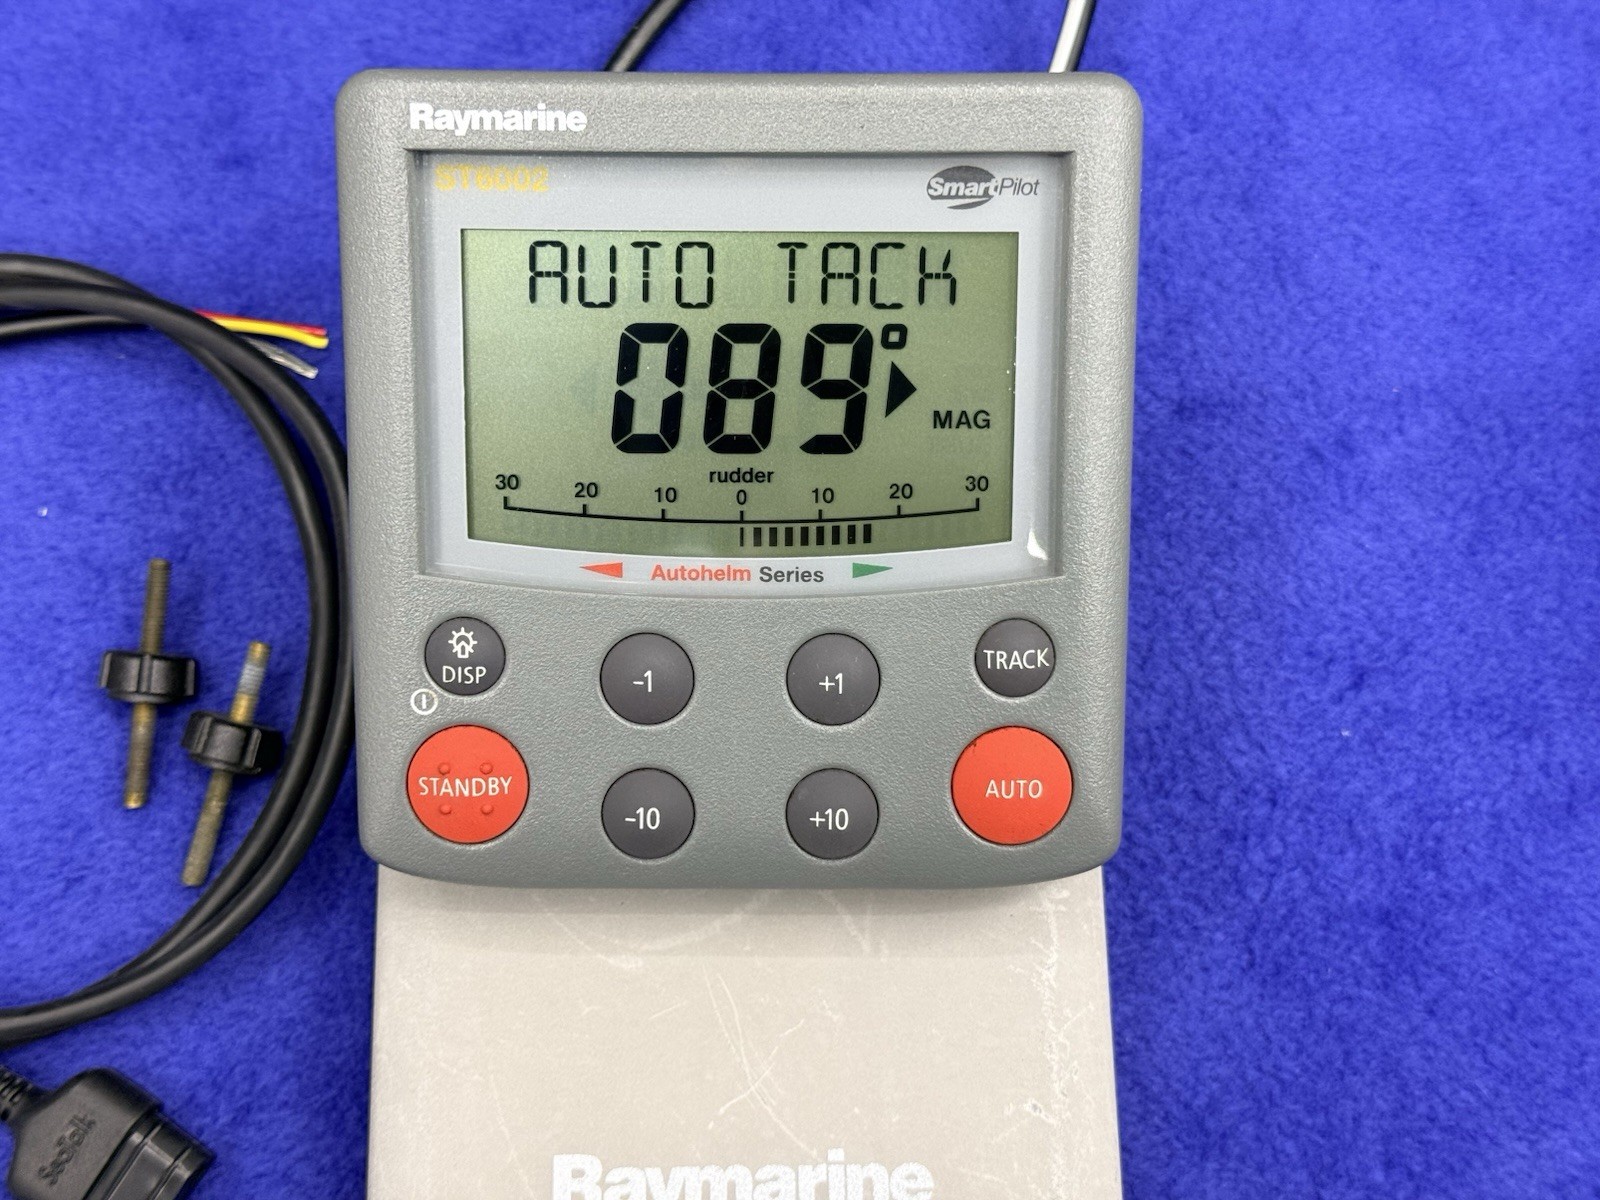 Raymarine
ST6002
SmartPilot
AUTO TACK
089°
MAG
rudder
30 20 10 0 10 20 30
Autohelm Series
DISP
-1
+1
TRACK
STANDBY
-10
+10
AUTO
SeaTalk
Raymarine